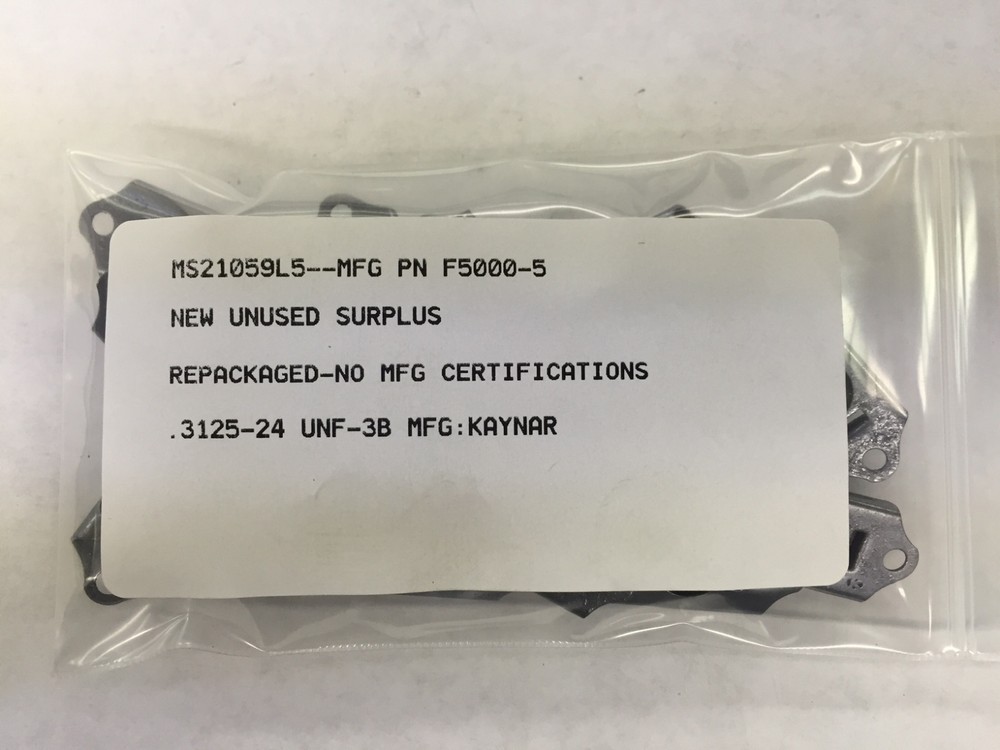 MS21059L5--MFG PN F5000-5
NEW UNUSED SURPLUS
REPACKAGED-NO MFG CERTIFICATIONS
.3125-24 UNF-3B MFG:KAYNAR